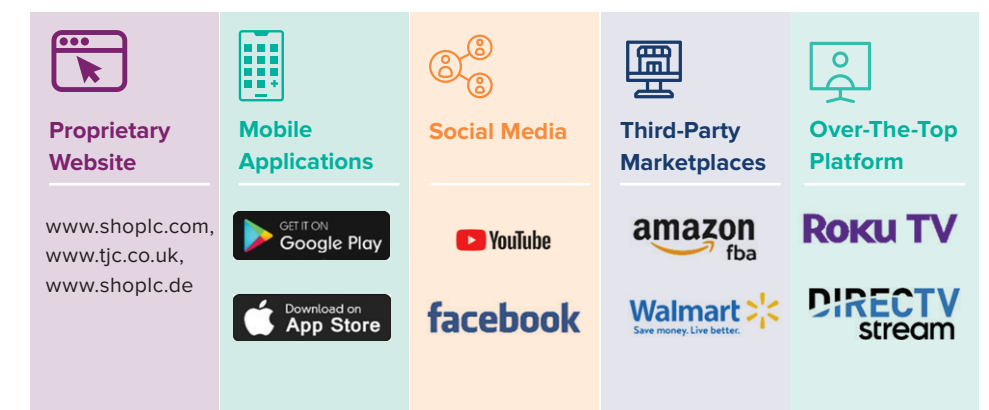 Proprietary
Website
www.shoplc.com,
www.tjc.co.uk,
www.shoplc.de
Mobile
Applications
GET IT ON
Google Play
Download on
App Store
Social Media
YouTube
facebook
Third-Party
Marketplaces
amazon
fba
Walmart
Save money. Live better.
Over-The-Top
Platform
ROKU TV
DIRECTV
stream